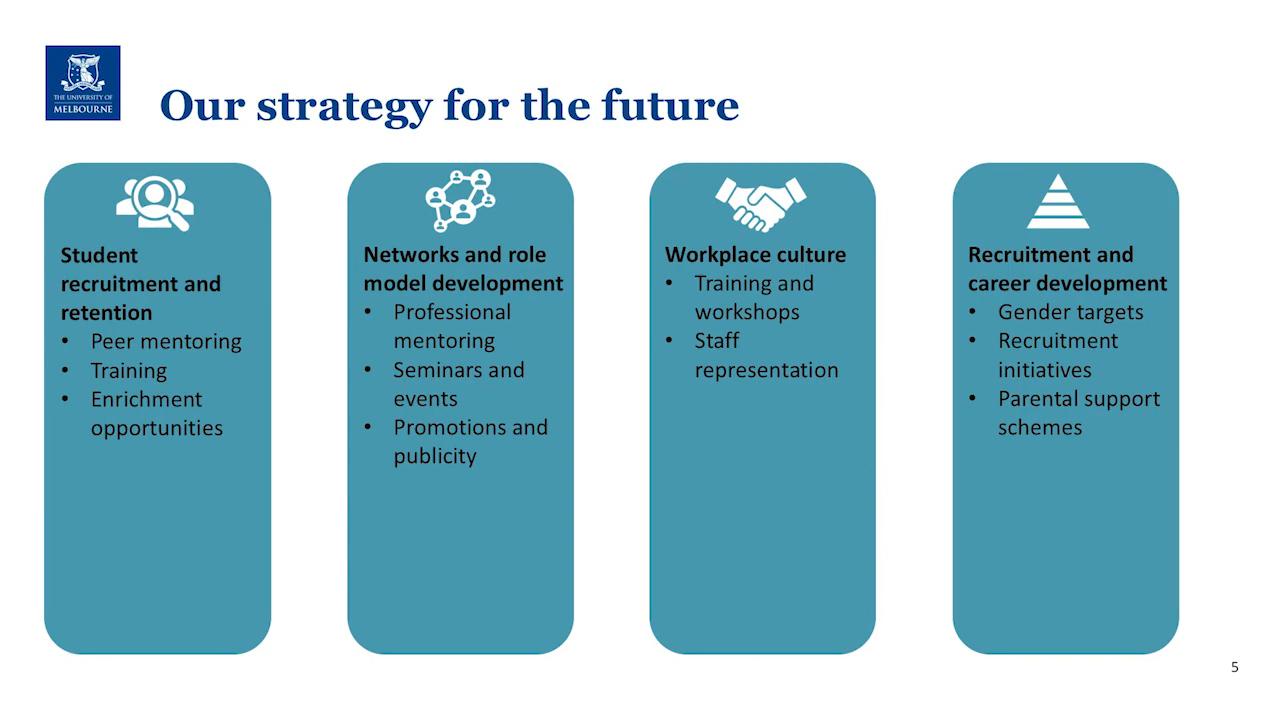 THE UNIVERSITY OF
MELBOURNE
Our strategy for the future
Student
recruitment and
retention
• Peer mentoring
• Training
• Enrichment
opportunities
Networks and role
model development
• Professional
mentoring
• Seminars and
events
• Promotions and
publicity
Workplace culture
• Training and
workshops
• Staff
representation
Recruitment and
career development
• Gender targets
• Recruitment
initiatives
• Parental support
schemes
5